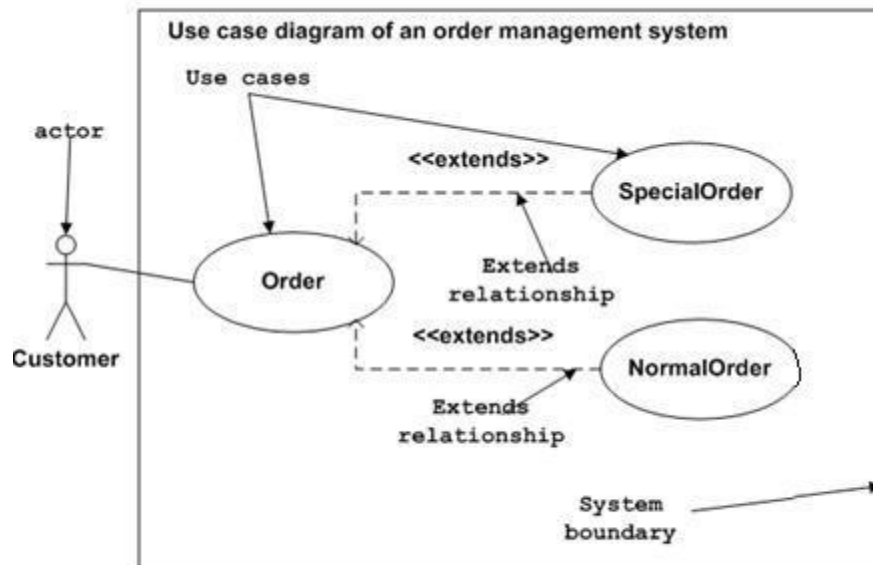 Use case diagram of an order management system
Use cases
actor
<<extends>>
SpecialOrder
Extends
relationship
Order
Customer
<<extends>>
NormalOrder
Extends
relationship
System
boundary